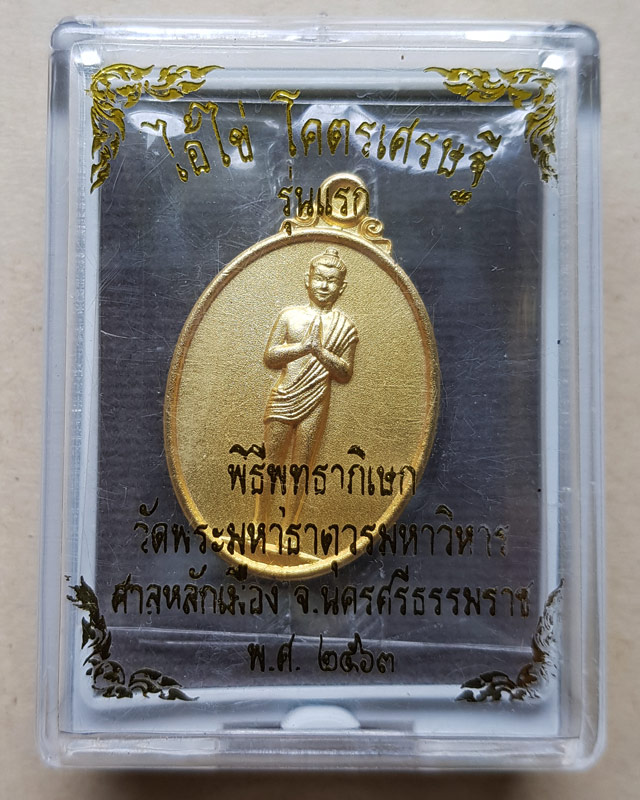 ไอ้ไข่ โคตรเศรษฐี
รุ่นแรก
พิธีพุทธาภิเษก
วัดพระมหาธาตุวรมหาวิหาร
ศาลหลักเมือง จ.นครศรีธรรมราช
พ.ศ. ๒๕๖๓